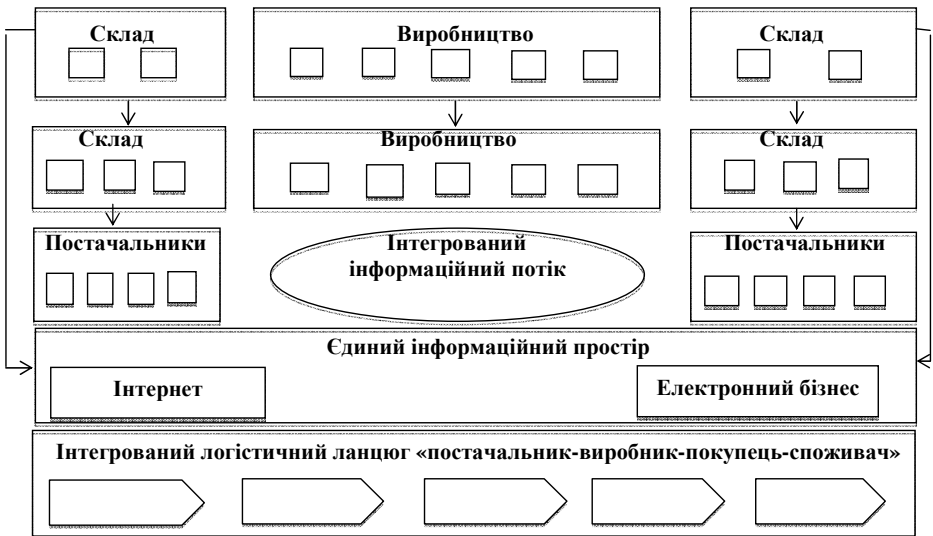 Склад
Виробництво
Склад
Склад
Виробництво
Склад
Постачальники
Інтегрований
інформаційний потік
Постачальники
Єдиний інформаційний простір
Інтернет
Електронний бізнес
Інтегрований логістичний ланцюг «постачальник-виробник-покупець-споживач»